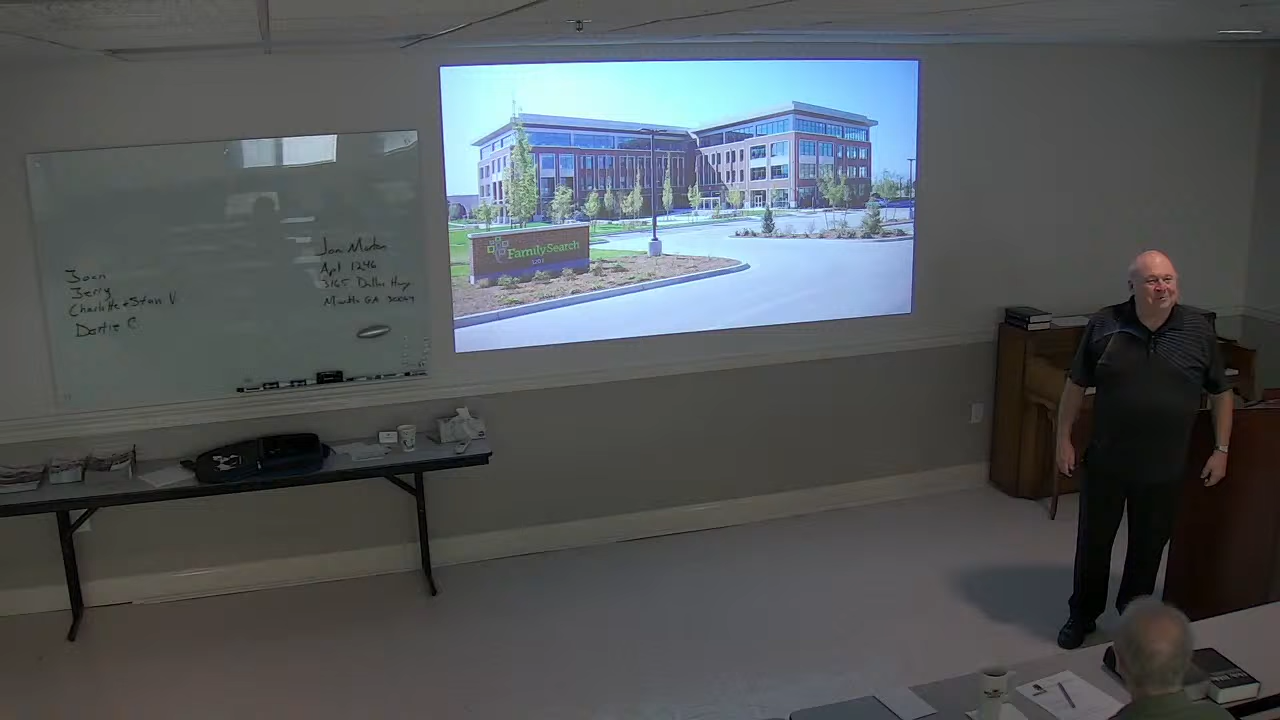 Joan
Jerry
Charlotte + Stan V
Dottie C
Jon Morton
Apt 1246
3165 Dallas Hwy
Marietta GA 30064
FamilySearch